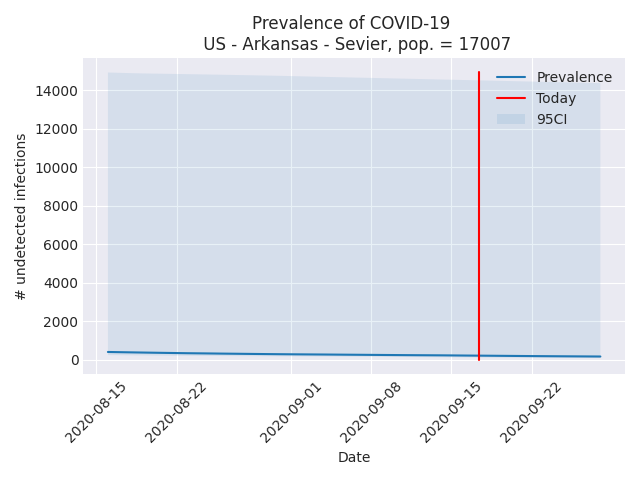 Prevalence of COVID-19
US - Arkansas - Sevier, pop. = 17007
Prevalence
Today
95CI
# undetected infections
14000
12000
10000
8000
6000
4000
2000
0
2020-08-15
2020-08-22
2020-09-01
2020-09-08
2020-09-15
2020-09-22
Date